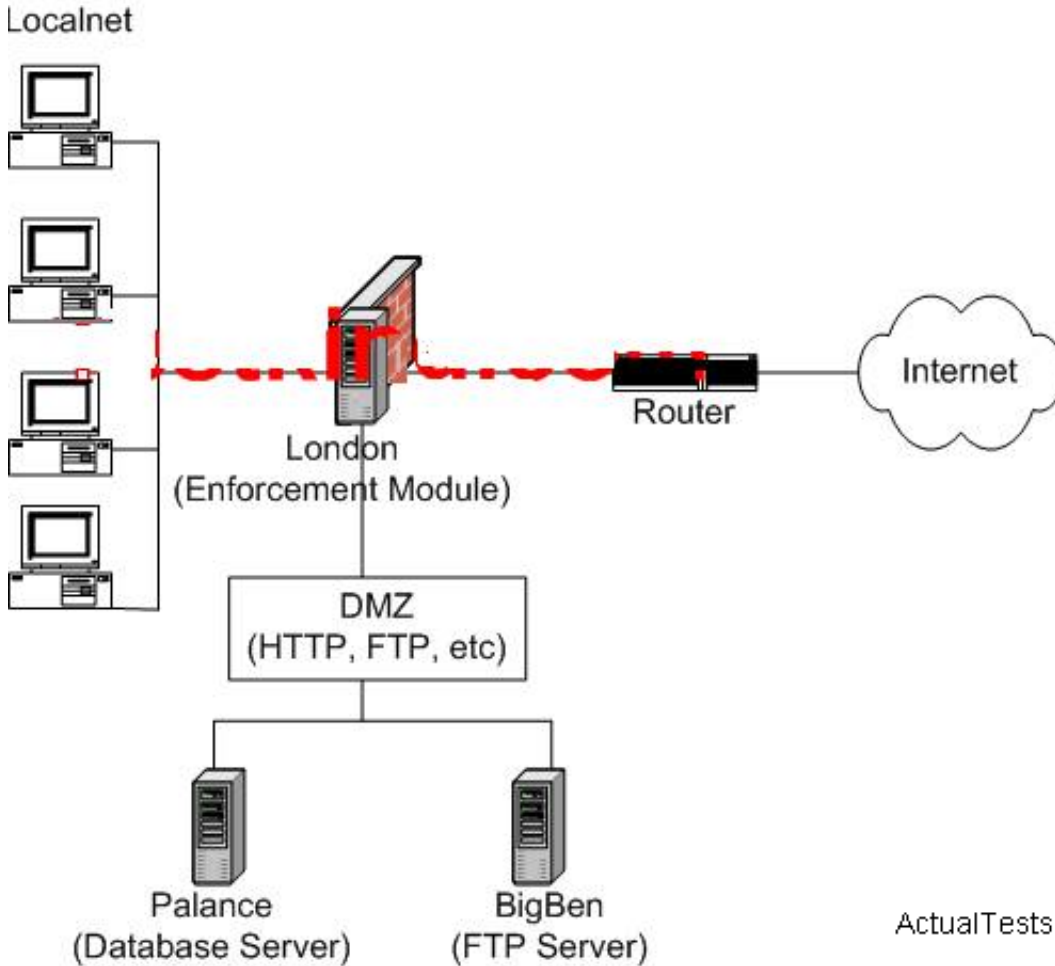 Localnet
Internet
Router
London
(Enforcement Module)
DMZ
(HTTP, FTP, etc)
Palance
(Database Server)
BigBen
(FTP Server)
ActualTests